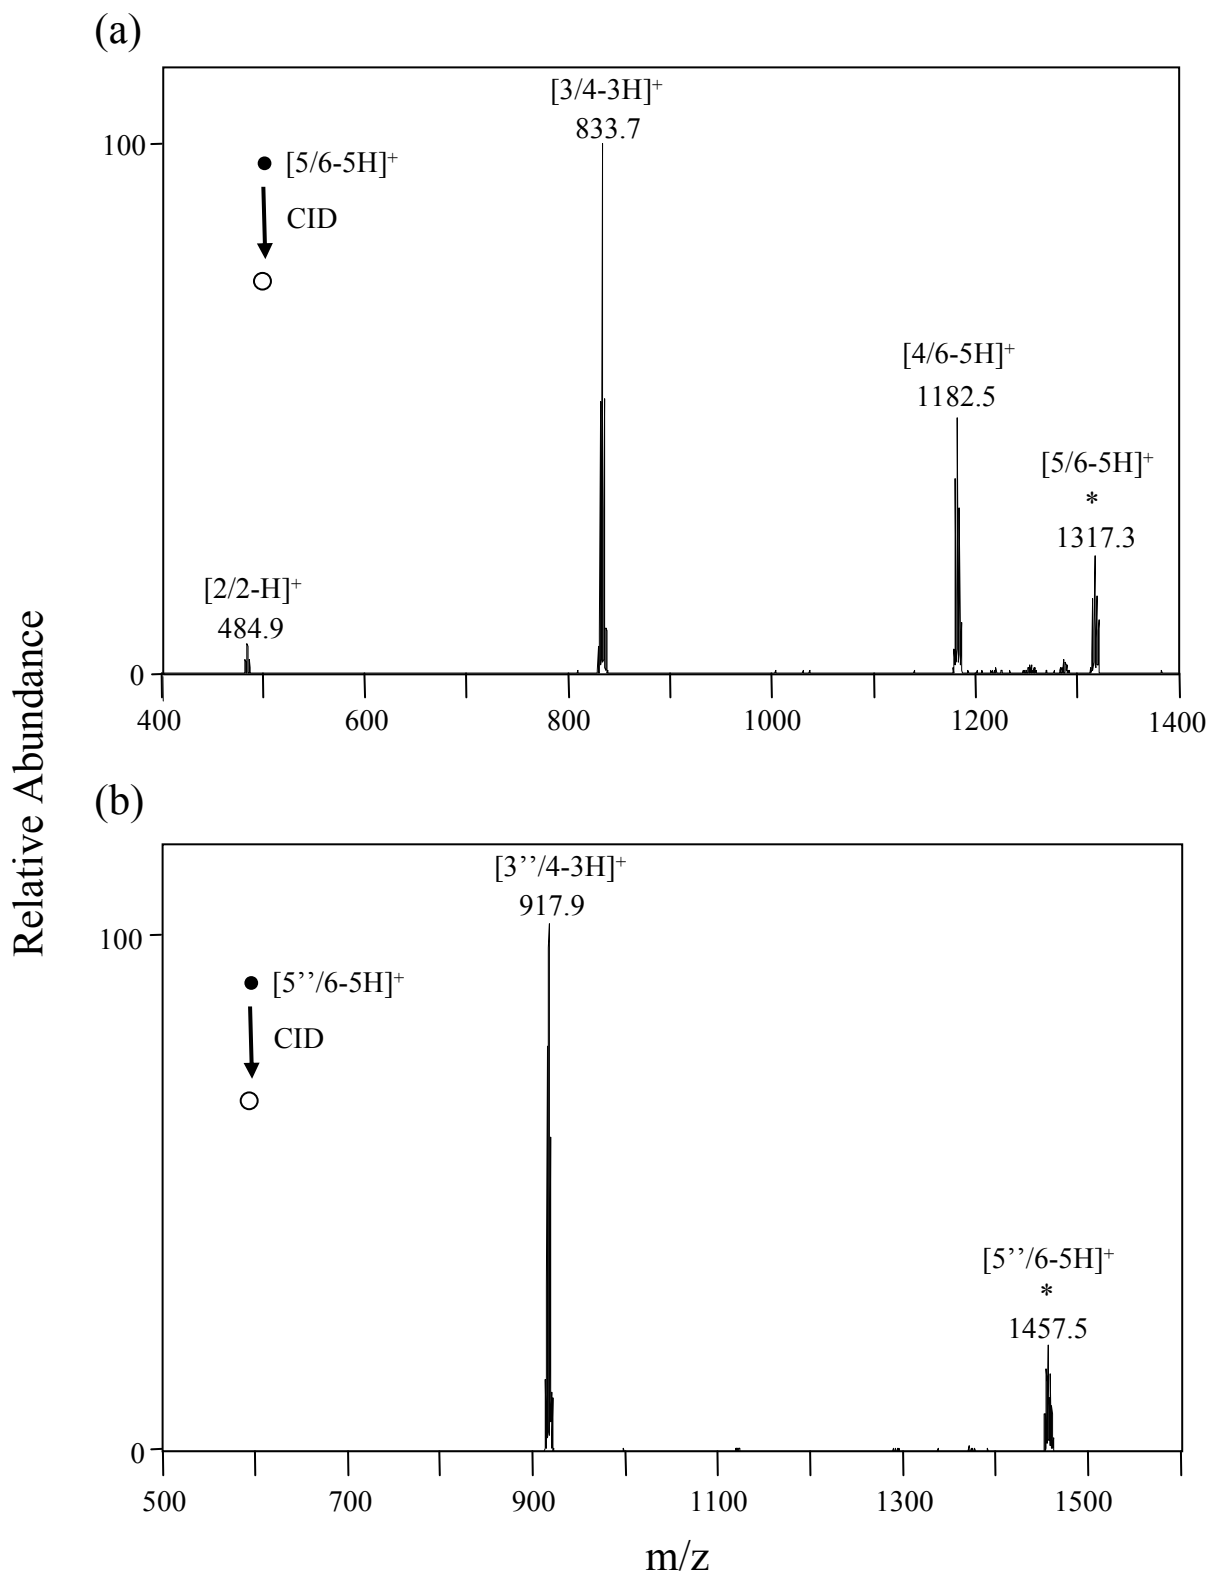 (a)
[3/4-3H]⁺
833.7
100
[5/6-5H]⁺
CID
[4/6-5H]⁺
1182.5
[5/6-5H]⁺
*
1317.3
[2/2-H]⁺
484.9
0
400 600 800 1000 1200 1400
Relative Abundance
(b)
[3’’/4-3H]⁺
917.9
100
[5’’/6-5H]⁺
CID
[5’’/6-5H]⁺
*
1457.5
0
500 700 900 1100 1300 1500
m/z